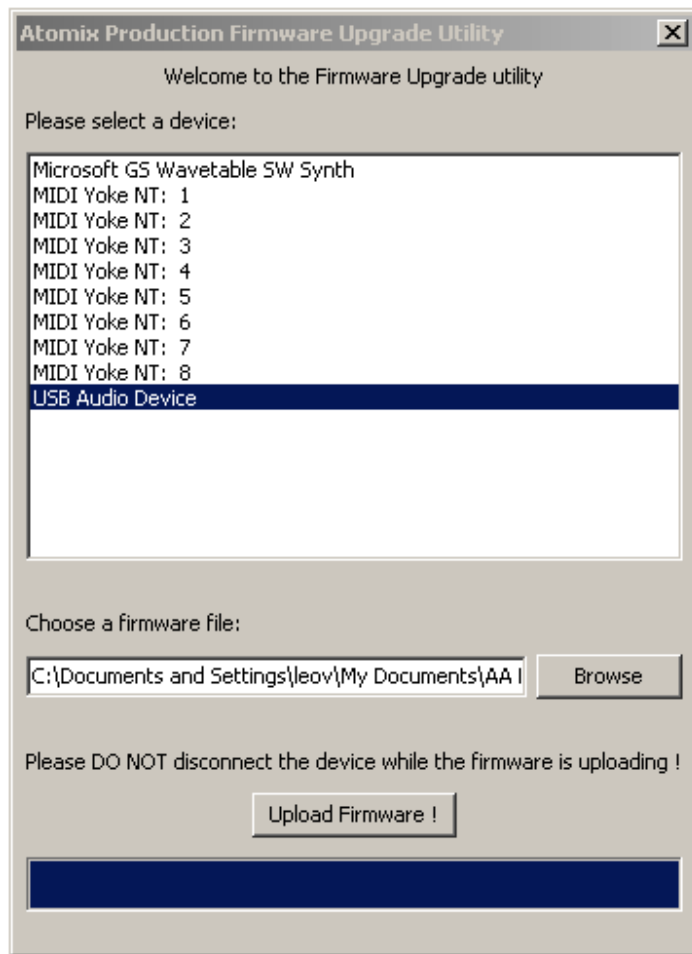 Atomix Production Firmware Upgrade Utility
Welcome to the Firmware Upgrade utility
Please select a device:
Microsoft GS Wavetable SW Synth
MIDI Yoke NT:  1
MIDI Yoke NT:  2
MIDI Yoke NT:  3
MIDI Yoke NT:  4
MIDI Yoke NT:  5
MIDI Yoke NT:  6
MIDI Yoke NT:  7
MIDI Yoke NT:  8
USB Audio Device
Choose a firmware file:
C:\Documents and Settings\leov\My Documents\AA
Browse
Please DO NOT disconnect the device while the firmware is uploading !
Upload Firmware !